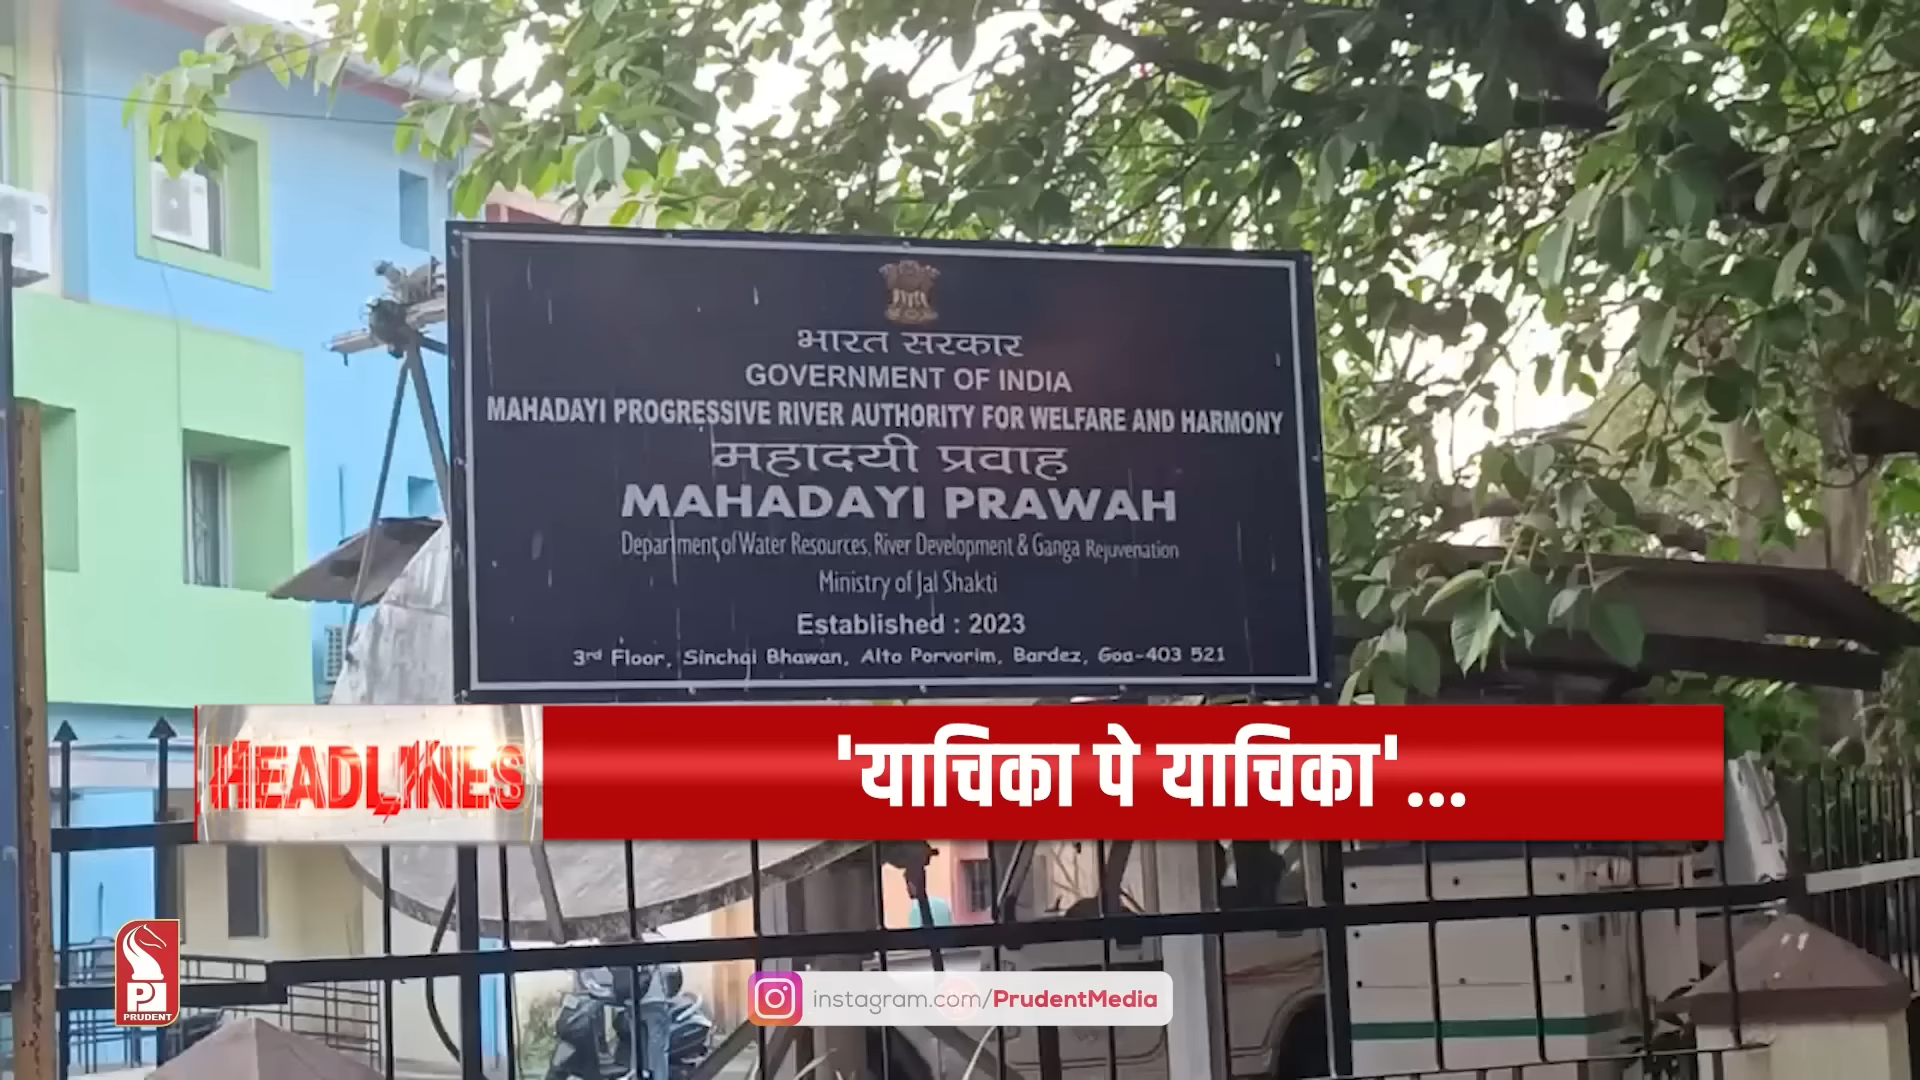 भारत सरकार
GOVERNMENT OF INDIA
MAHADAYI PROGRESSIVE RIVER AUTHORITY FOR WELFARE AND HARMONY
महादयी प्रवाह
MAHADAYI PRAWAH
Department of Water Resources, River Development & Ganga Rejuvenation
Ministry of Jal Shakti
Established : 2023
3rd Floor, Sinchai Bhawan, Alto Porvorim, Bardez, Goa-403 521
HEADLINES
'याचिका पे याचिका'...
PRUDENT
instagram.com/PrudentMedia